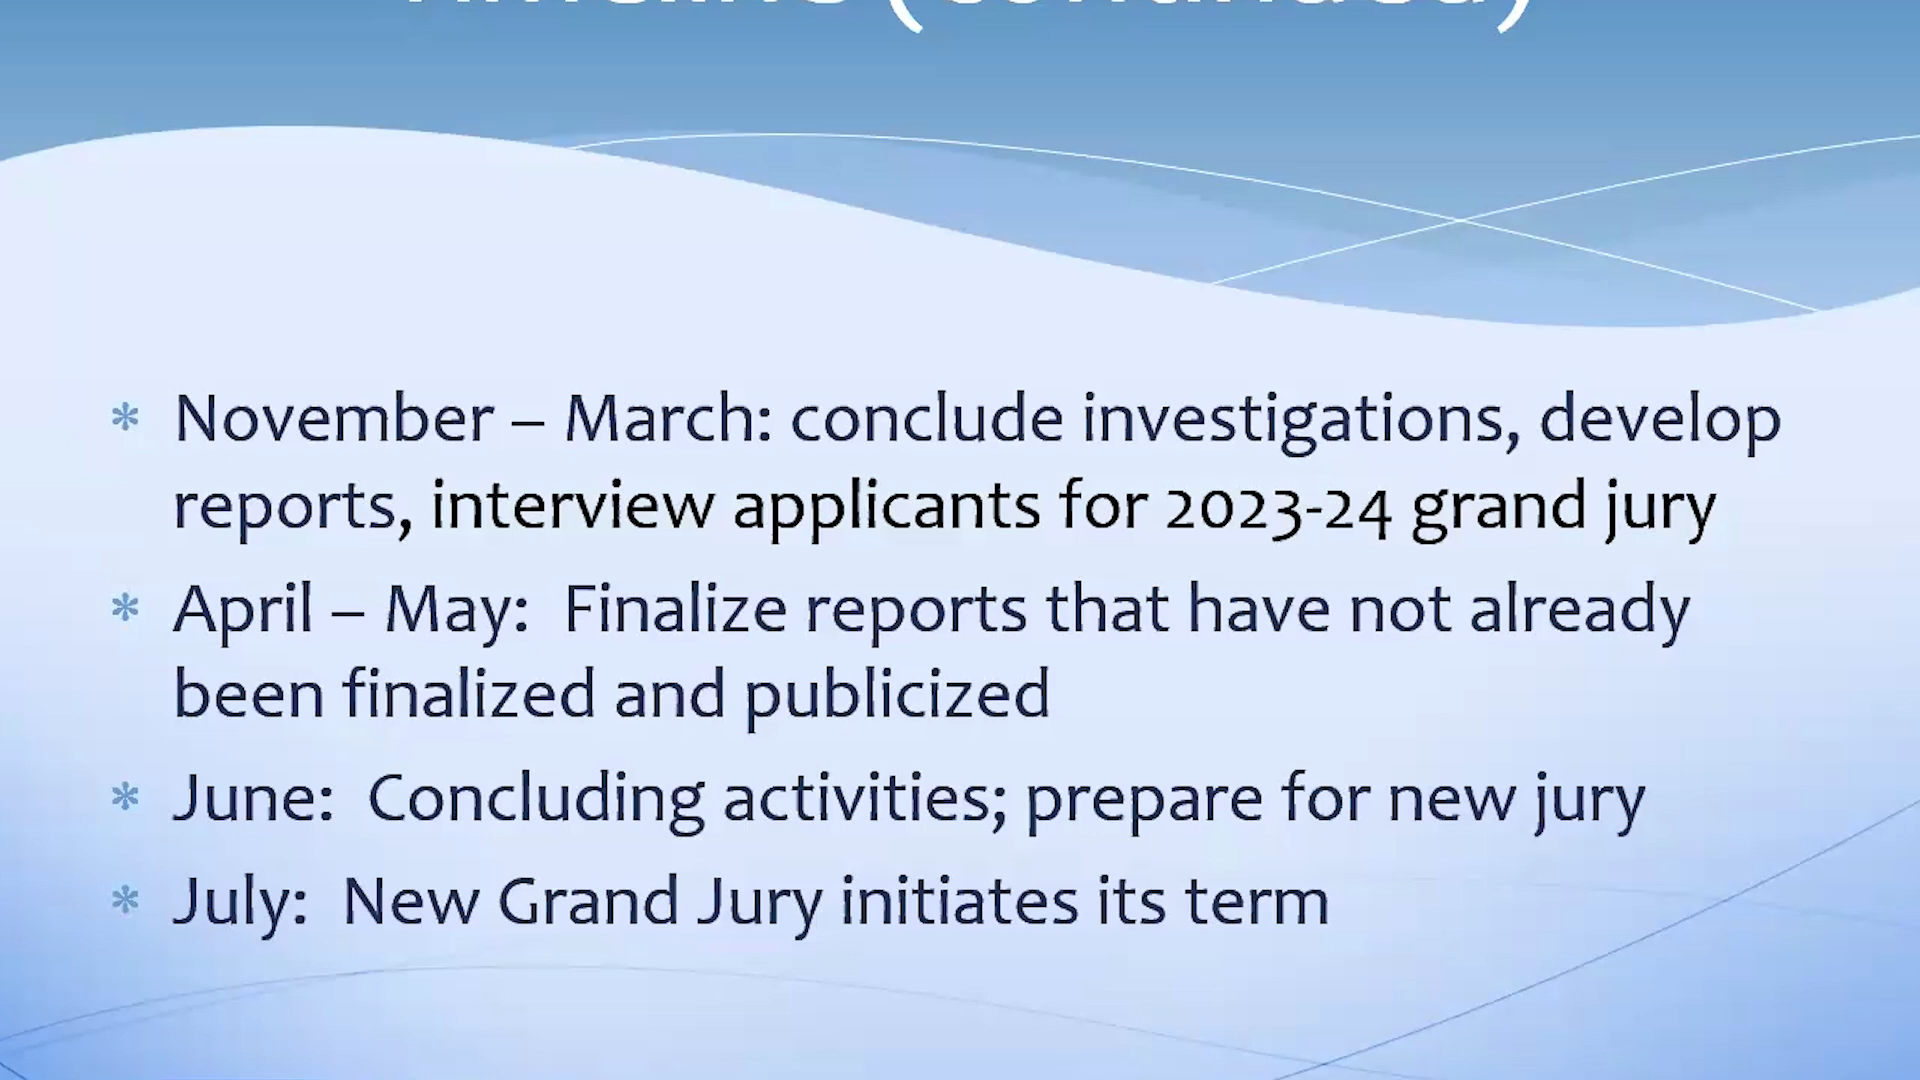 Timeline (continued)
* November – March: conclude investigations, develop
reports, interview applicants for 2023-24 grand jury
* April – May: Finalize reports that have not already
been finalized and publicized
* June: Concluding activities; prepare for new jury
* July: New Grand Jury initiates its term